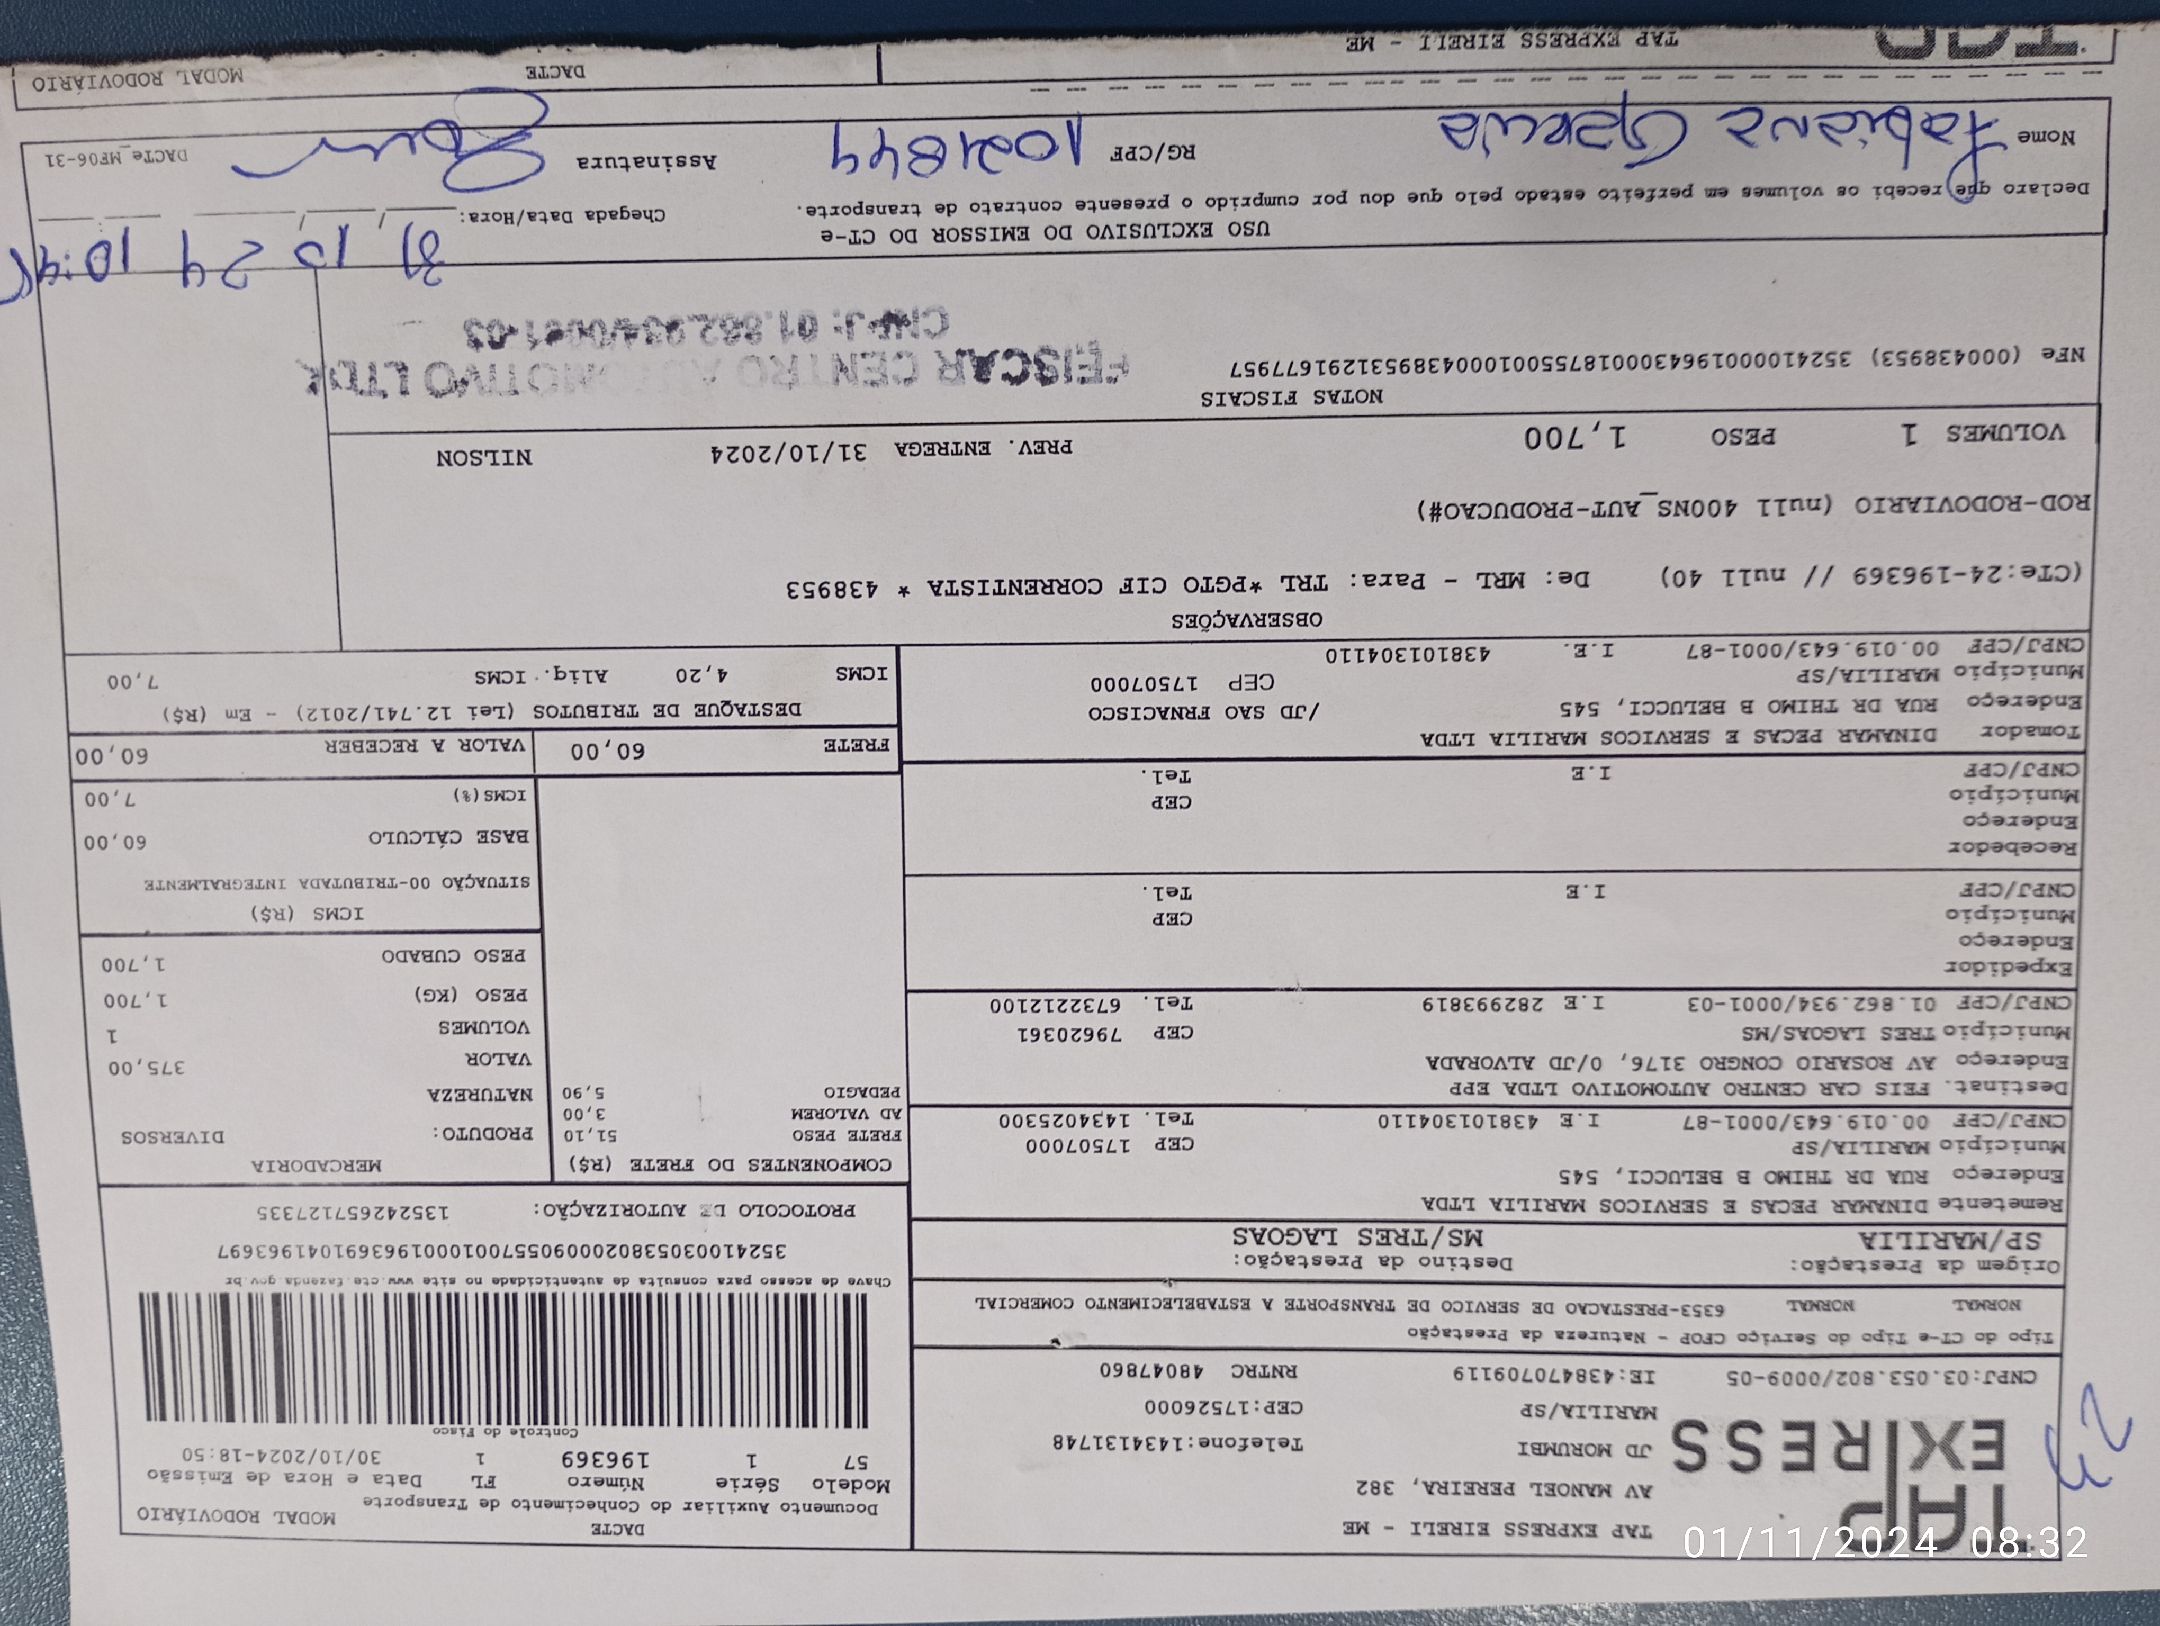 TAP EXPRESS
TAP EXPRESS EIRELI - ME
AV MANOEL PEREIRA, 382
JD MORUMBI Telefone:1434131748
MARILIA/SP CEP:17526000
CNPJ:03.053.802/0009-05 IE:438470709119 RNTRC 48047860
DACTE
Documento Auxiliar do Conhecimento de Transporte
MODAL RODOVIÁRIO
Modelo Série Número FL Data e Hora de Emissão
57 1 196369 1 30/10/2024-18:50
Controle do Fisco
Chave de acesso para consulta de autenticidade no site www.cte.fazenda.gov.br
35241003053802000905570010001963691041963697
PROTOCOLO DE AUTORIZAÇÃO: 135242657127335
Tipo do CT-e Tipo do Serviço CFOP - Natureza da Prestação
NORMAL NORMAL 6353-PRESTACAO DE SERVICO DE TRANSPORTE A ESTABELECIMENTO COMERCIAL
Origem da Prestação: Destino da Prestação:
SP/MARILIA MS/TRES LAGOAS
Remetente DINAMAR PECAS E SERVICOS MARILIA LTDA
Endereço RUA DR THIMO B BELUCCI, 545
Município MARILIA/SP CEP 17507000
CNPJ/CPF 00.019.643/0001-87 I.E 438101304110 Tel. 1434025300
Destinat. FEIS CAR CENTRO AUTOMOTIVO LTDA EPP
Endereço AV ROSARIO CONGRO 3176, 0/JD ALVORADA
Município TRES LAGOAS/MS CEP 79620361
CNPJ/CPF 01.862.934/0001-03 I.E 282993819 Tel. 6732212100
Expedidor
Endereço
Município CEP
CNPJ/CPF I.E Tel.
Recebedor
Endereço
Município CEP
CNPJ/CPF I.E Tel.
Tomador DINAMAR PECAS E SERVICOS MARILIA LTDA
Endereço RUA DR THIMO B BELUCCI, 545 /JD SAO FRNACISCO
Município MARILIA/SP CEP 17507000
CNPJ/CPF 00.019.643/0001-87 I.E. 438101304110
COMPONENTES DO FRETE (R$)
FRETE PESO 51,10
AD VALOREM 3,00
PEDAGIO 5,90
MERCADORIA
PRODUTO: DIVERSOS
NATUREZA
VALOR 375,00
VOLUMES 1
PESO (KG) 1,700
PESO CUBADO 1,700
ICMS (R$)
SITUAÇÃO 00-TRIBUTADA INTEGRALMENTE
BASE CÁLCULO 60,00
ICMS(%) 7,00
FRETE 60,00 VALOR A RECEBER 60,00
DESTAQUE DE TRIBUTOS (Lei 12.741/2012) - Em (R$)
ICMS 4,20 Aliq. ICMS 7,00
OBSERVAÇÕES
(CTe:24-196369 // null 40) De: MRL - Para: TRL *PGTO CIF CORRENTISTA * 438953
ROD-RODOVIARIO (null 400NS_AUT-PRODUCAO#)
VOLUMES 1 PESO 1,700 PREV. ENTREGA 31/10/2024 NILSON
NOTAS FISCAIS
NFe (000438953) 35241000019643000187550010004389531291677957
FEISCAR CENTRO AUTOMOTIVO LTDA
CNPJ: 01.862.934/0001-03
USO EXCLUSIVO DO EMISSOR DO CT-e
Declaro que recebi os volumes em perfeito estado pelo que dou por cumprido o presente contrato de transporte.
Chegada Data/Hora: 31 / 10 / 24 10:45
Nome Fabiana Garcia RG/CPF 1021844 Assinatura
DACTE_MF06-31
TAP EXPRESS EIRELI - ME
DACTE
MODAL RODOVIÁRIO
01/11/2024 08:32